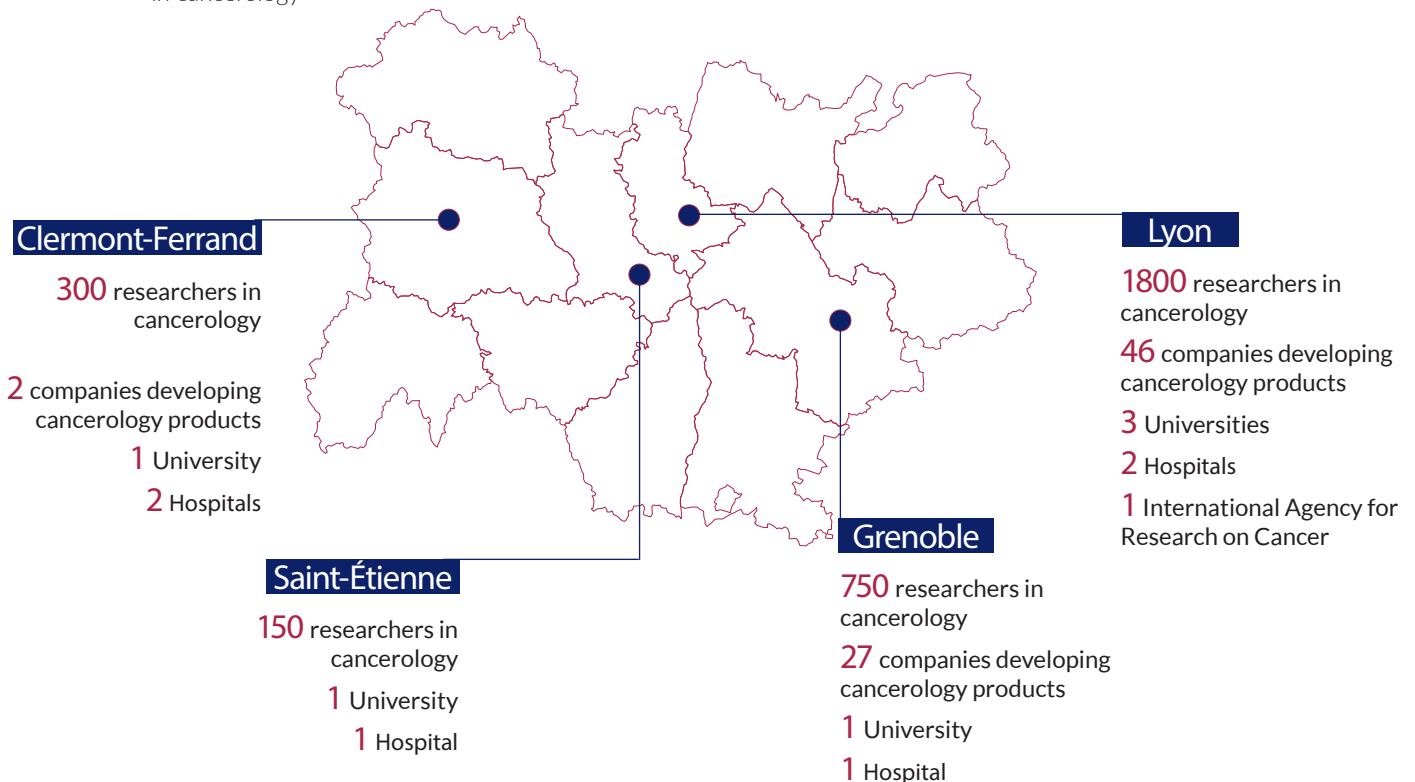 in cancerology
Clermont-Ferrand
300 researchers in
cancerology
2 companies developing
cancerology products
1 University
2 Hospitals
Lyon
1800 researchers in
cancerology
46 companies developing
cancerology products
3 Universities
2 Hospitals
1 International Agency for
Research on Cancer
Saint-Étienne
150 researchers in
cancerology
1 University
1 Hospital
Grenoble
750 researchers in
cancerology
27 companies developing
cancerology products
1 University
1 Hospital